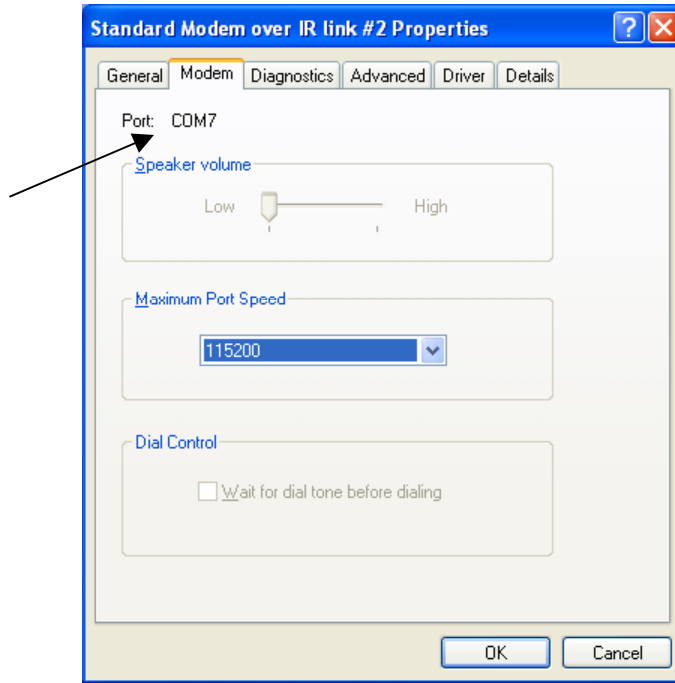 Standard Modem over IR link #2 Properties
General Modem Diagnostics Advanced Driver Details
Port: COM7
Speaker volume
Low High
Maximum Port Speed
115200
Dial Control
Wait for dial tone before dialing
OK Cancel